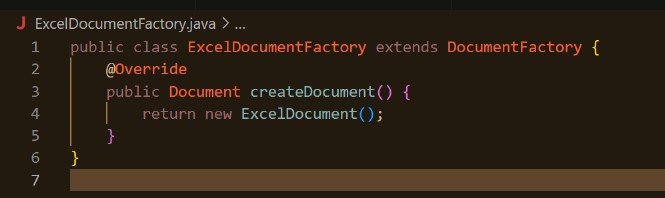 J ExcelDocumentFactory.java > ...
1 public class ExcelDocumentFactory extends DocumentFactory {
2     @Override
3     public Document createDocument() {
4         return new ExcelDocument();
5     }
6 }
7